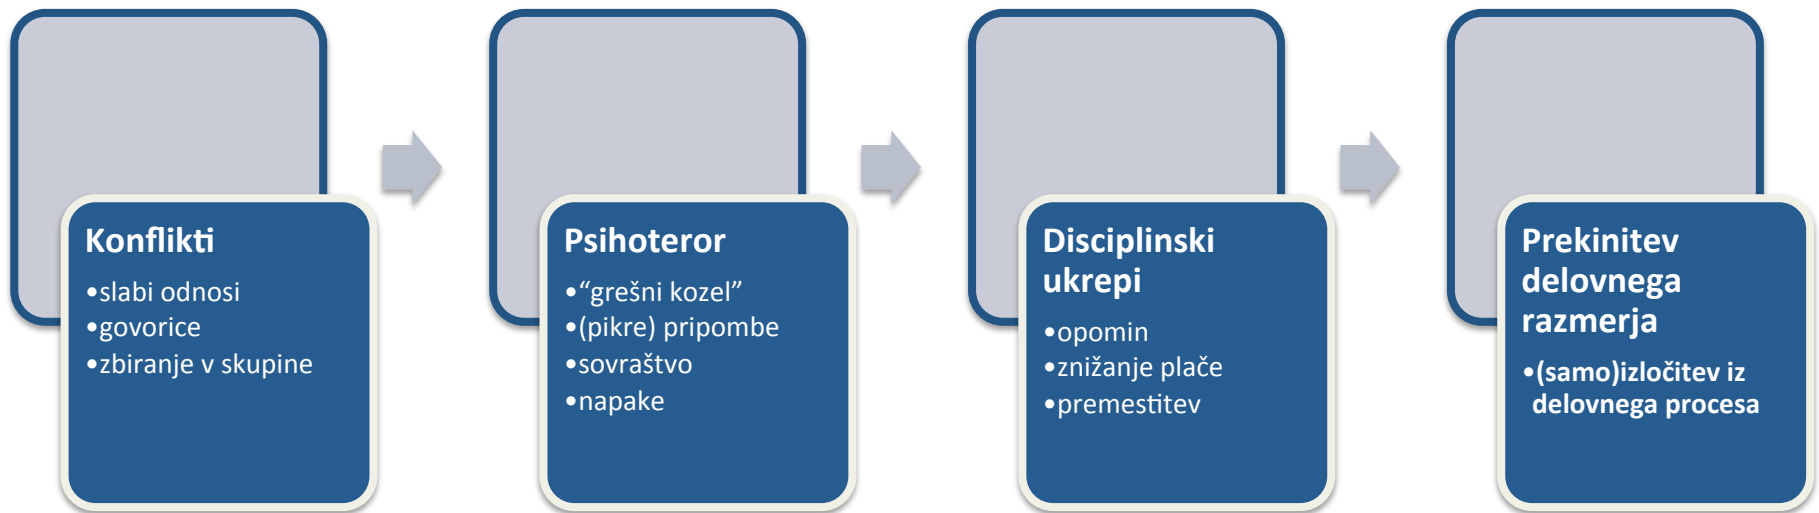 Konflikti
•slabi odnosi
•govorice
•zbiranje v skupine
Psihoteror
•“grešni kozel”
•(pikre) pripombe
•sovraštvo
•napake
Disciplinski
ukrepi
•opomin
•znižanje plače
•premestitev
Prekinitev
delovnega
razmerja
•(samo)izločitev iz
delovnega procesa